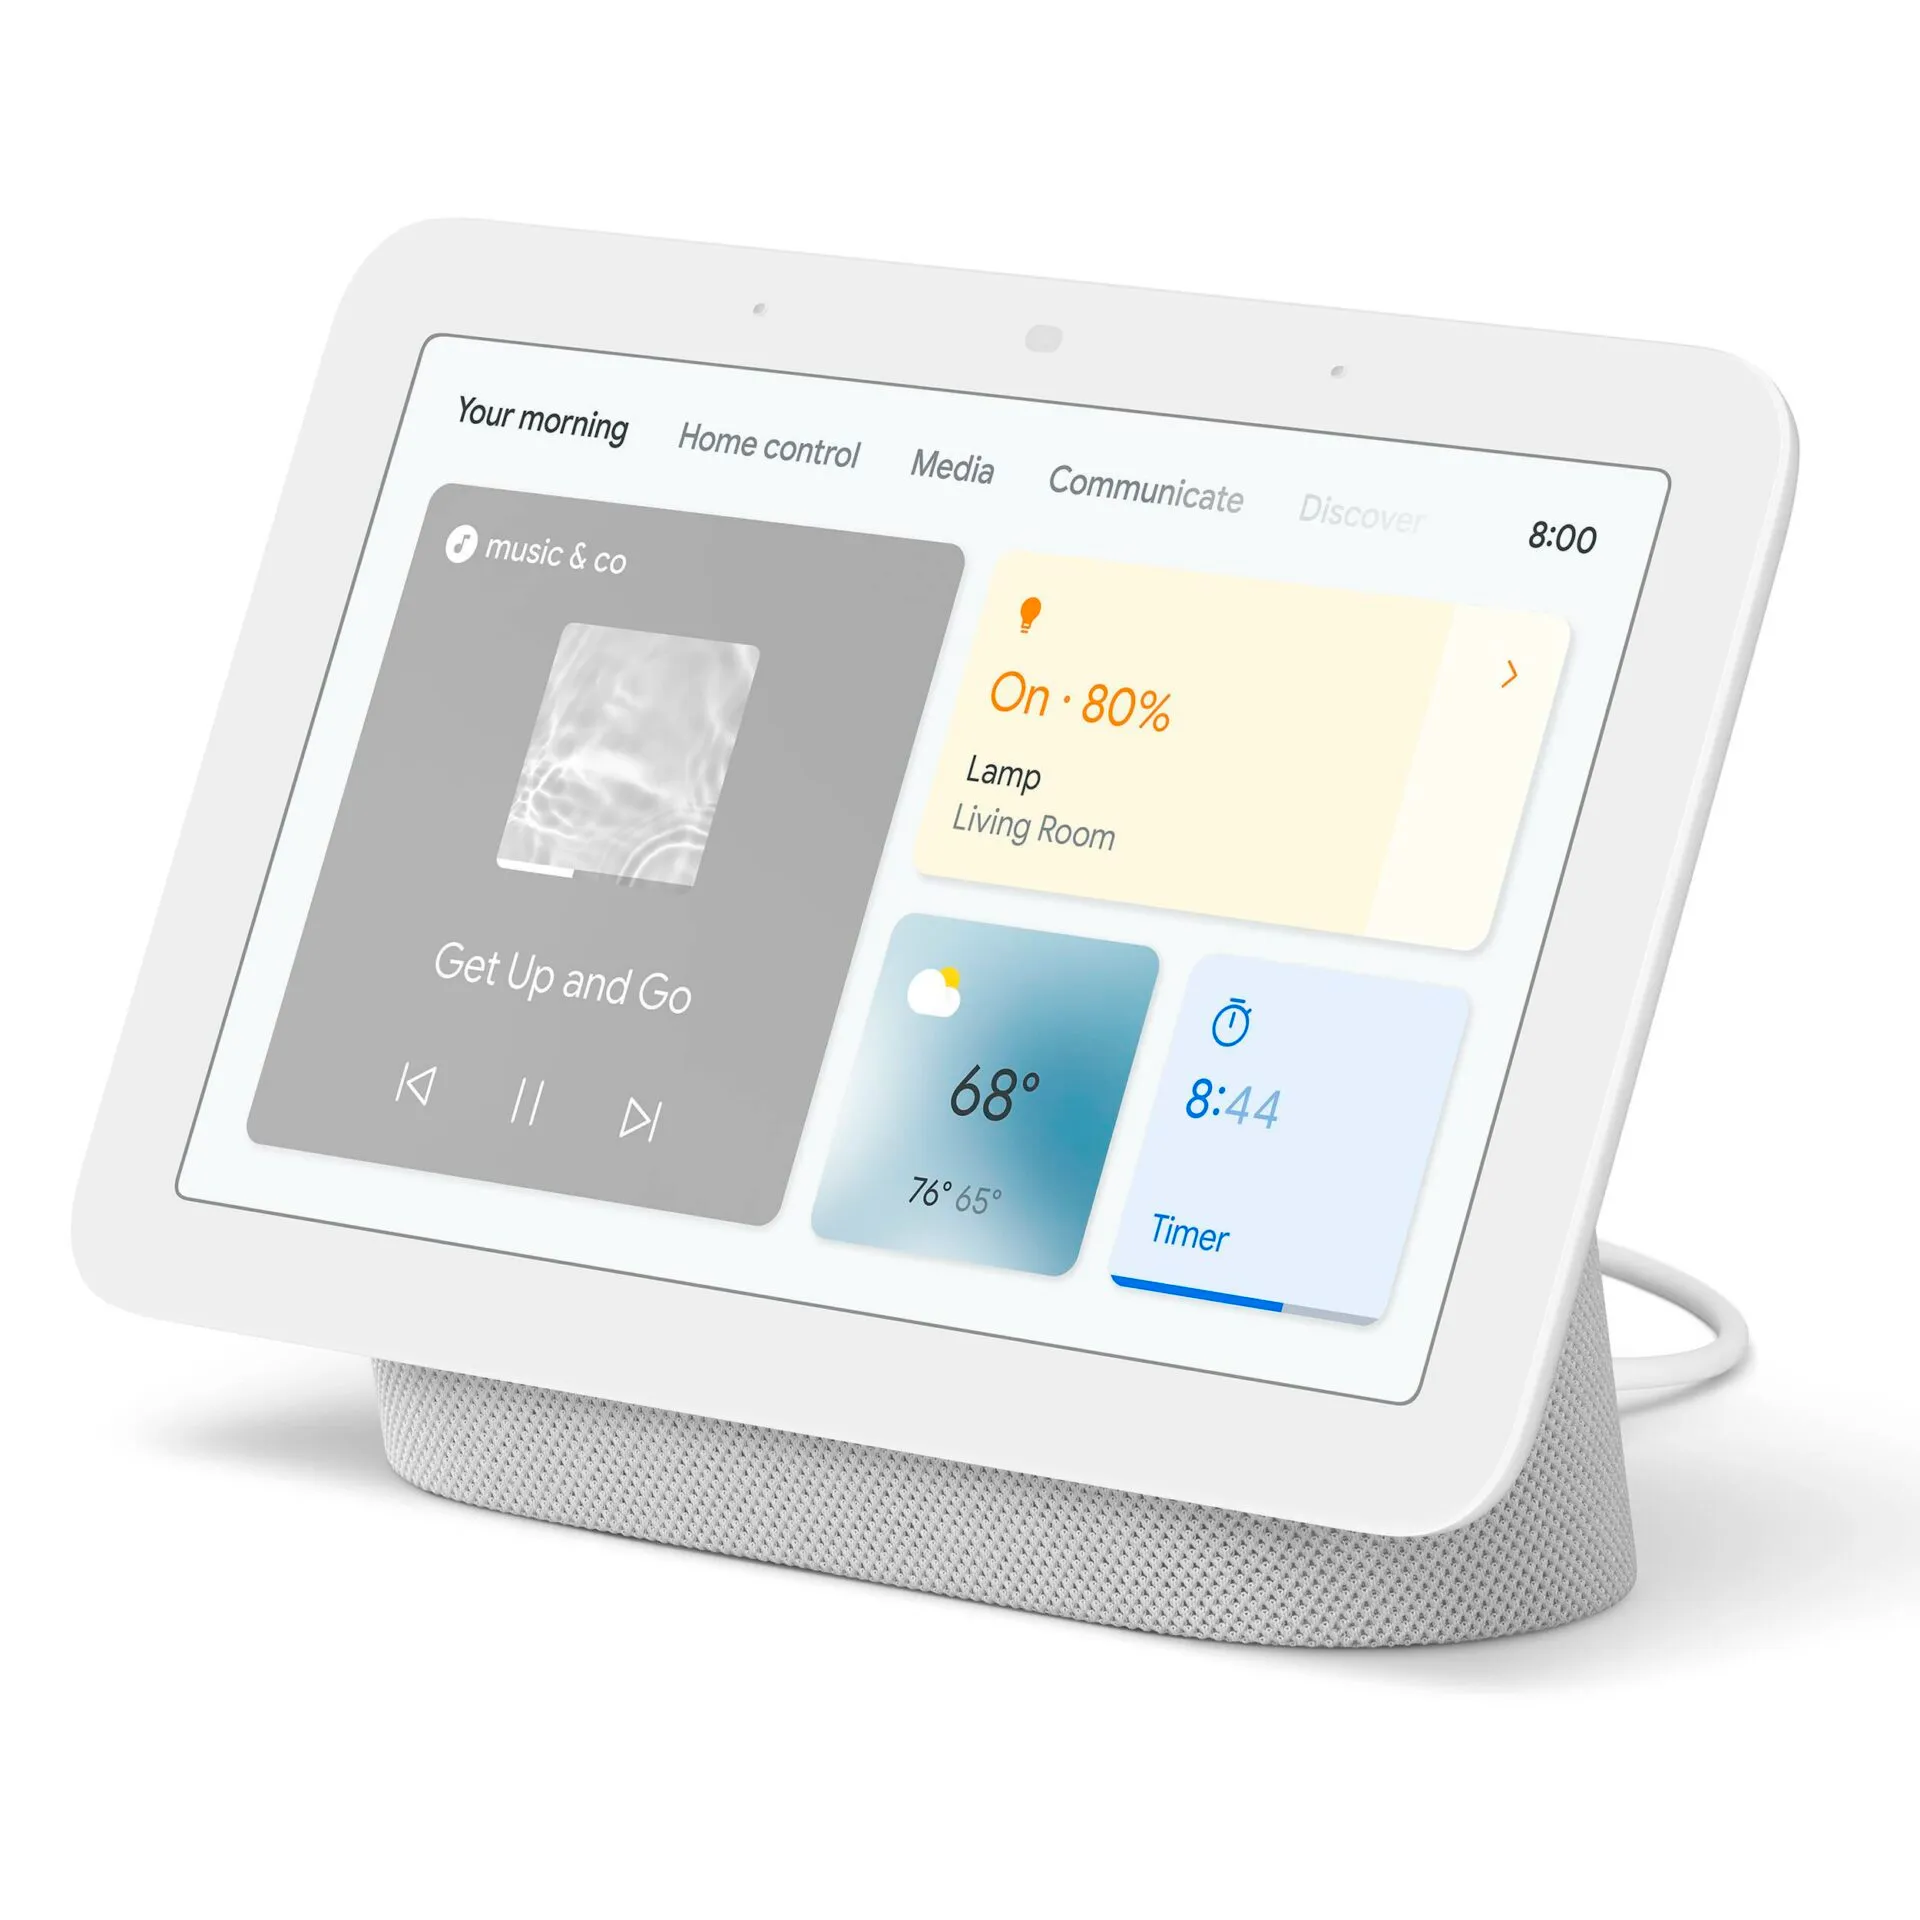 Your morning
Home control
Media
Communicate
Discover
8:00
music & co
Get Up and Go
On · 80%
Lamp
Living Room
68°
76° 65°
8:44
Timer